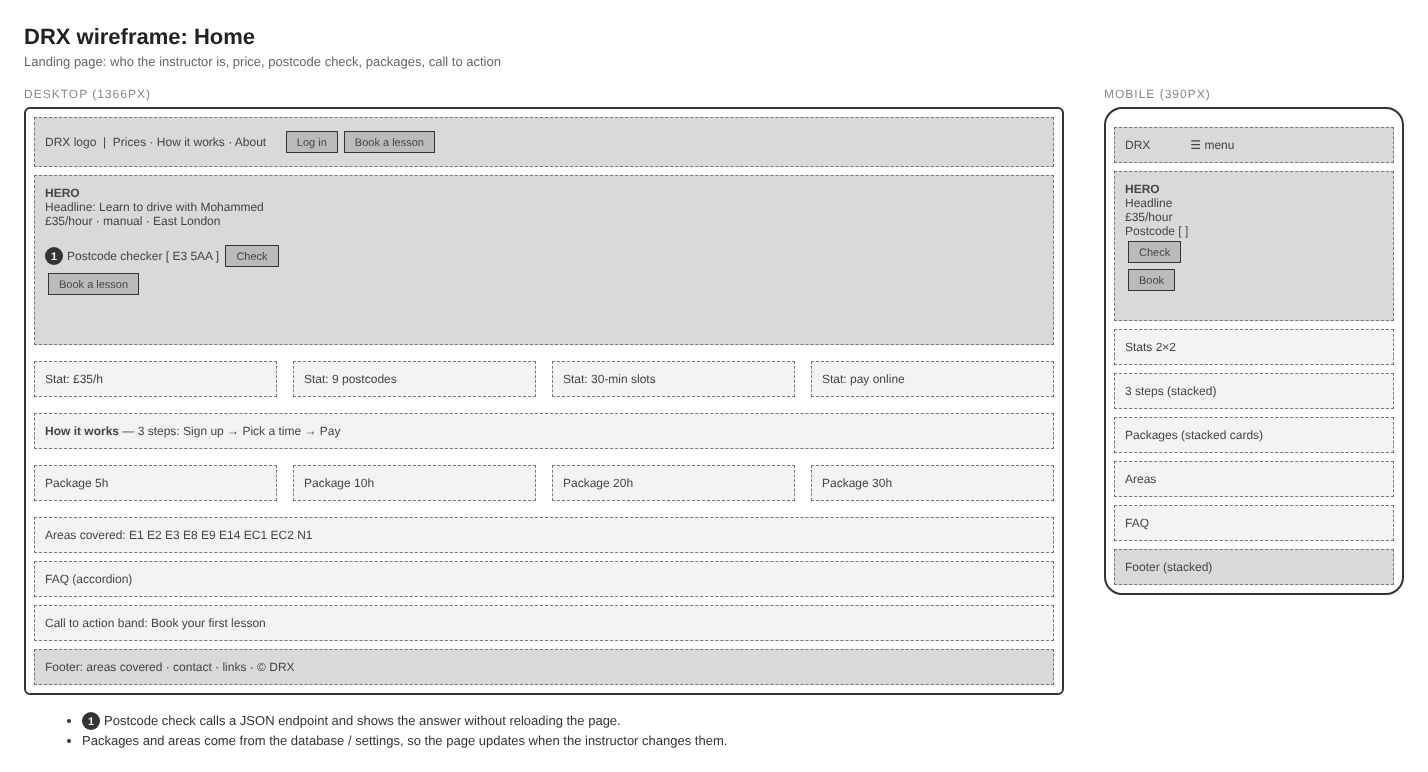 DRX wireframe: Home
Landing page: who the instructor is, price, postcode check, packages, call to action
DESKTOP (1366PX)
DRX logo | Prices · How it works · About Log in Book a lesson
HERO
Headline: Learn to drive with Mohammed
£35/hour · manual · East London
1 Postcode checker [ E3 5AA ] Check
Book a lesson
Stat: £35/h Stat: 9 postcodes Stat: 30-min slots Stat: pay online
How it works — 3 steps: Sign up → Pick a time → Pay
Package 5h Package 10h Package 20h Package 30h
Areas covered: E1 E2 E3 E8 E9 E14 EC1 EC2 N1
FAQ (accordion)
Call to action band: Book your first lesson
Footer: areas covered · contact · links · © DRX
MOBILE (390PX)
DRX ☰ menu
HERO
Headline
£35/hour
Postcode [ ]
Check
Book
Stats 2×2
3 steps (stacked)
Packages (stacked cards)
Areas
FAQ
Footer (stacked)
• 1 Postcode check calls a JSON endpoint and shows the answer without reloading the page.
• Packages and areas come from the database / settings, so the page updates when the instructor changes them.